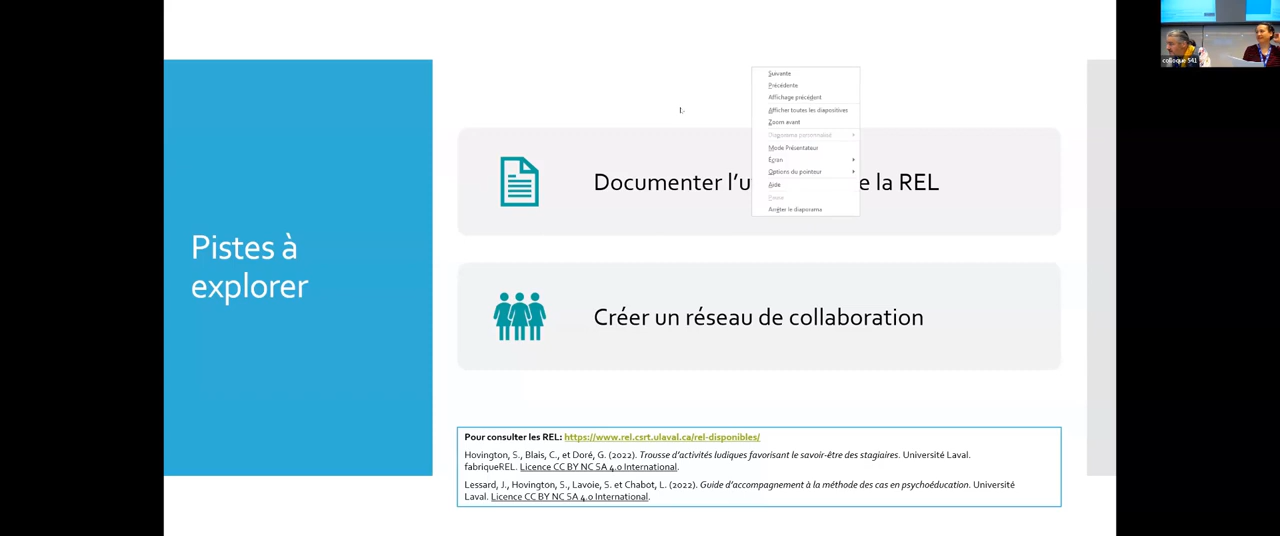 colloque 541
Pistes à
explorer
Suivante
Précédente
Affichage précédent
Afficher toutes les diapositives
Zoom avant
Mode Présentateur
Écran
Options du pointeur
Aide
Pause
Arrêter le diaporama
Documenter l'u e la REL
Créer un réseau de collaboration
Pour consulter les REL: https://www.rel.csrt.ulaval.ca/rel-disponibles/
Hovington, S., Blais, C., et Doré, G. (2022). Trousse d'activités ludiques favorisant le savoir-être des stagiaires. Université Laval.
fabriqueREL. Licence CC BY NC SA 4.0 International.
Lessard, J., Hovington, S., Lavoie, S. et Chabot, L. (2022). Guide d'accompagnement à la méthode des cas en psychoéducation. Université
Laval. Licence CC BY NC SA 4.0 International.